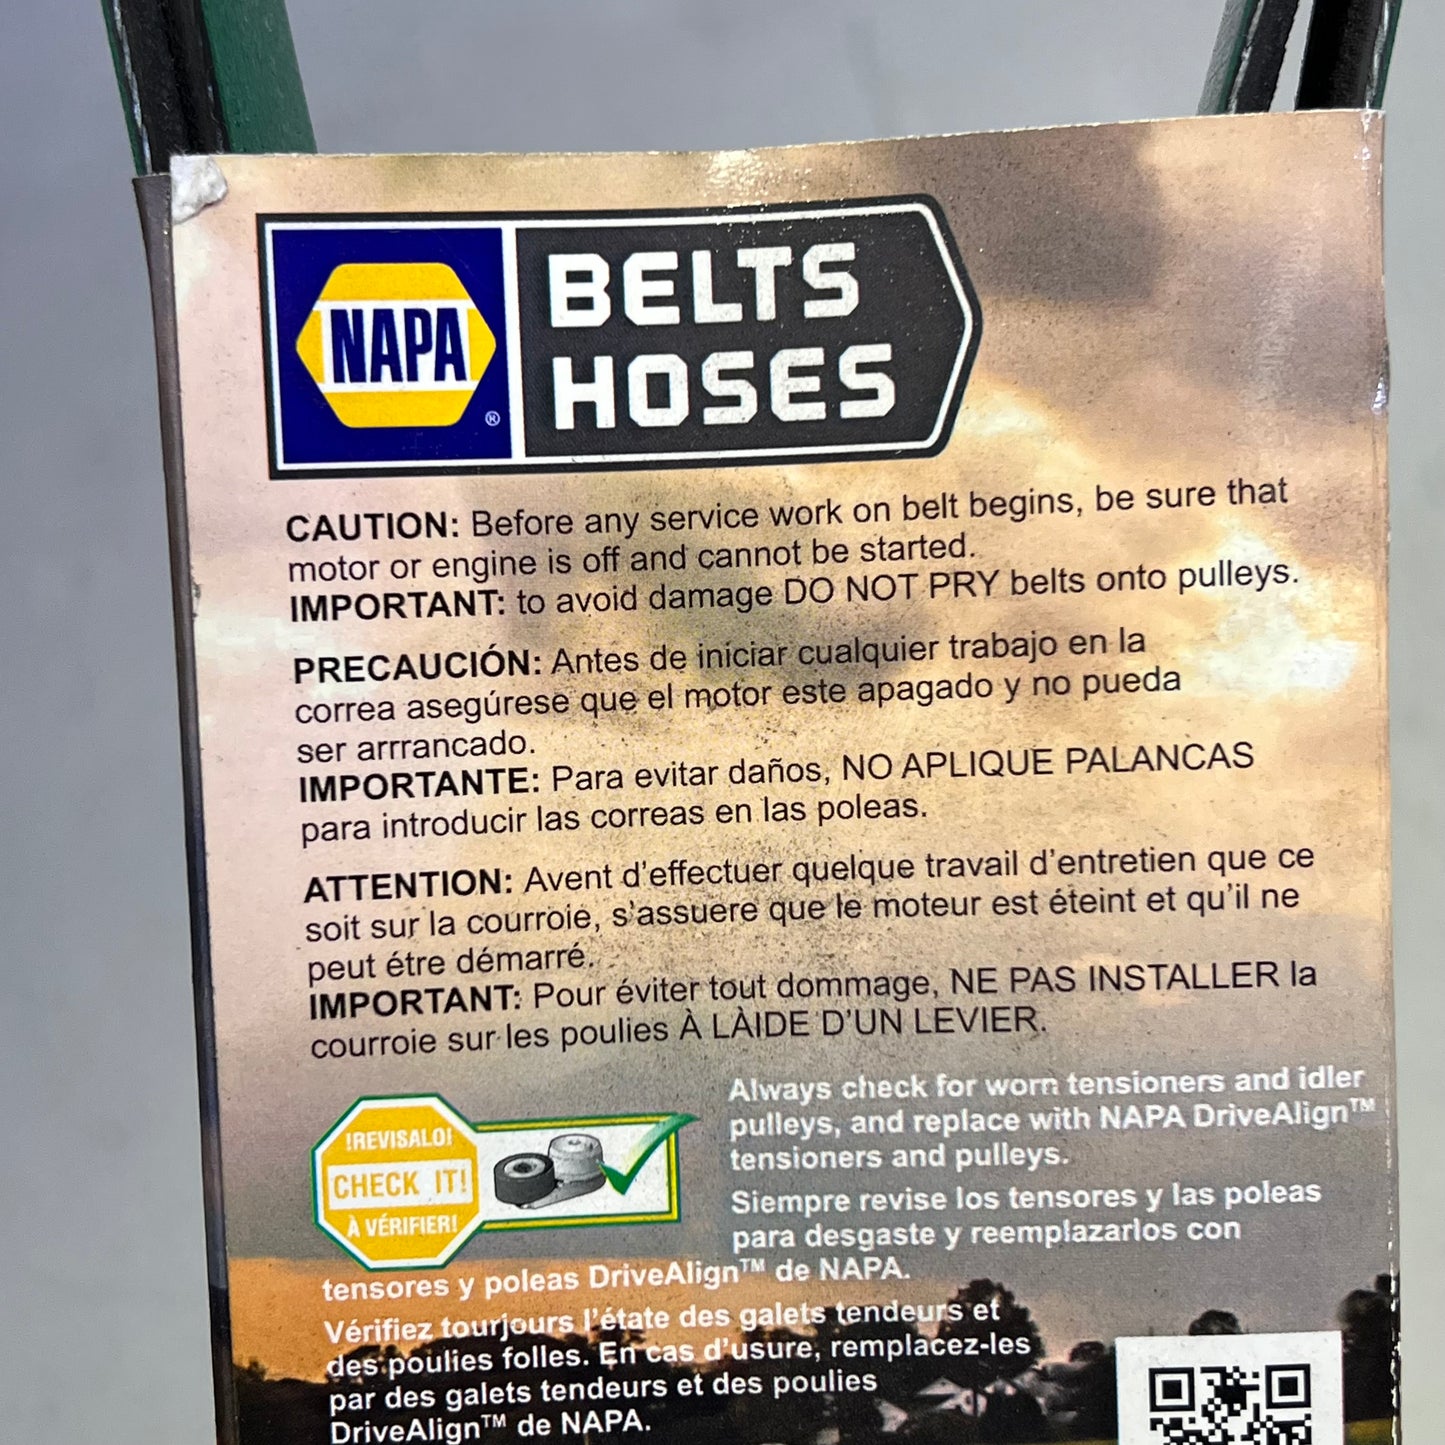 NAPA®
BELTS
HOSES
CAUTION: Before any service work on belt begins, be sure that
motor or engine is off and cannot be started.
IMPORTANT: to avoid damage DO NOT PRY belts onto pulleys.
PRECAUCIÓN: Antes de iniciar cualquier trabajo en la
correa asegúrese que el motor este apagado y no pueda
ser arrrancado.
IMPORTANTE: Para evitar daños, NO APLIQUE PALANCAS
para introducir las correas en las poleas.
ATTENTION: Avent d'effectuer quelque travail d'entretien que ce
soit sur la courroie, s'assuere que le moteur est éteint et qu'il ne
peut étre démarré.
IMPORTANT: Pour éviter tout dommage, NE PAS INSTALLER la
courroie sur les poulies À LÀIDE D'UN LEVIER.
¡REVISALO!
CHECK IT!
À VÉRIFIER!
Always check for worn tensioners and idler
pulleys, and replace with NAPA DriveAlign™
tensioners and pulleys.
Siempre revise los tensores y las poleas
para desgaste y reemplazarlos con
tensores y poleas DriveAlign™ de NAPA.
Vérifiez tourjours l'état​e des galets tendeurs et
des poulies folles. En cas d'usure, remplacez-les
par des galets tendeurs et des poulies
DriveAlign™ de NAPA.